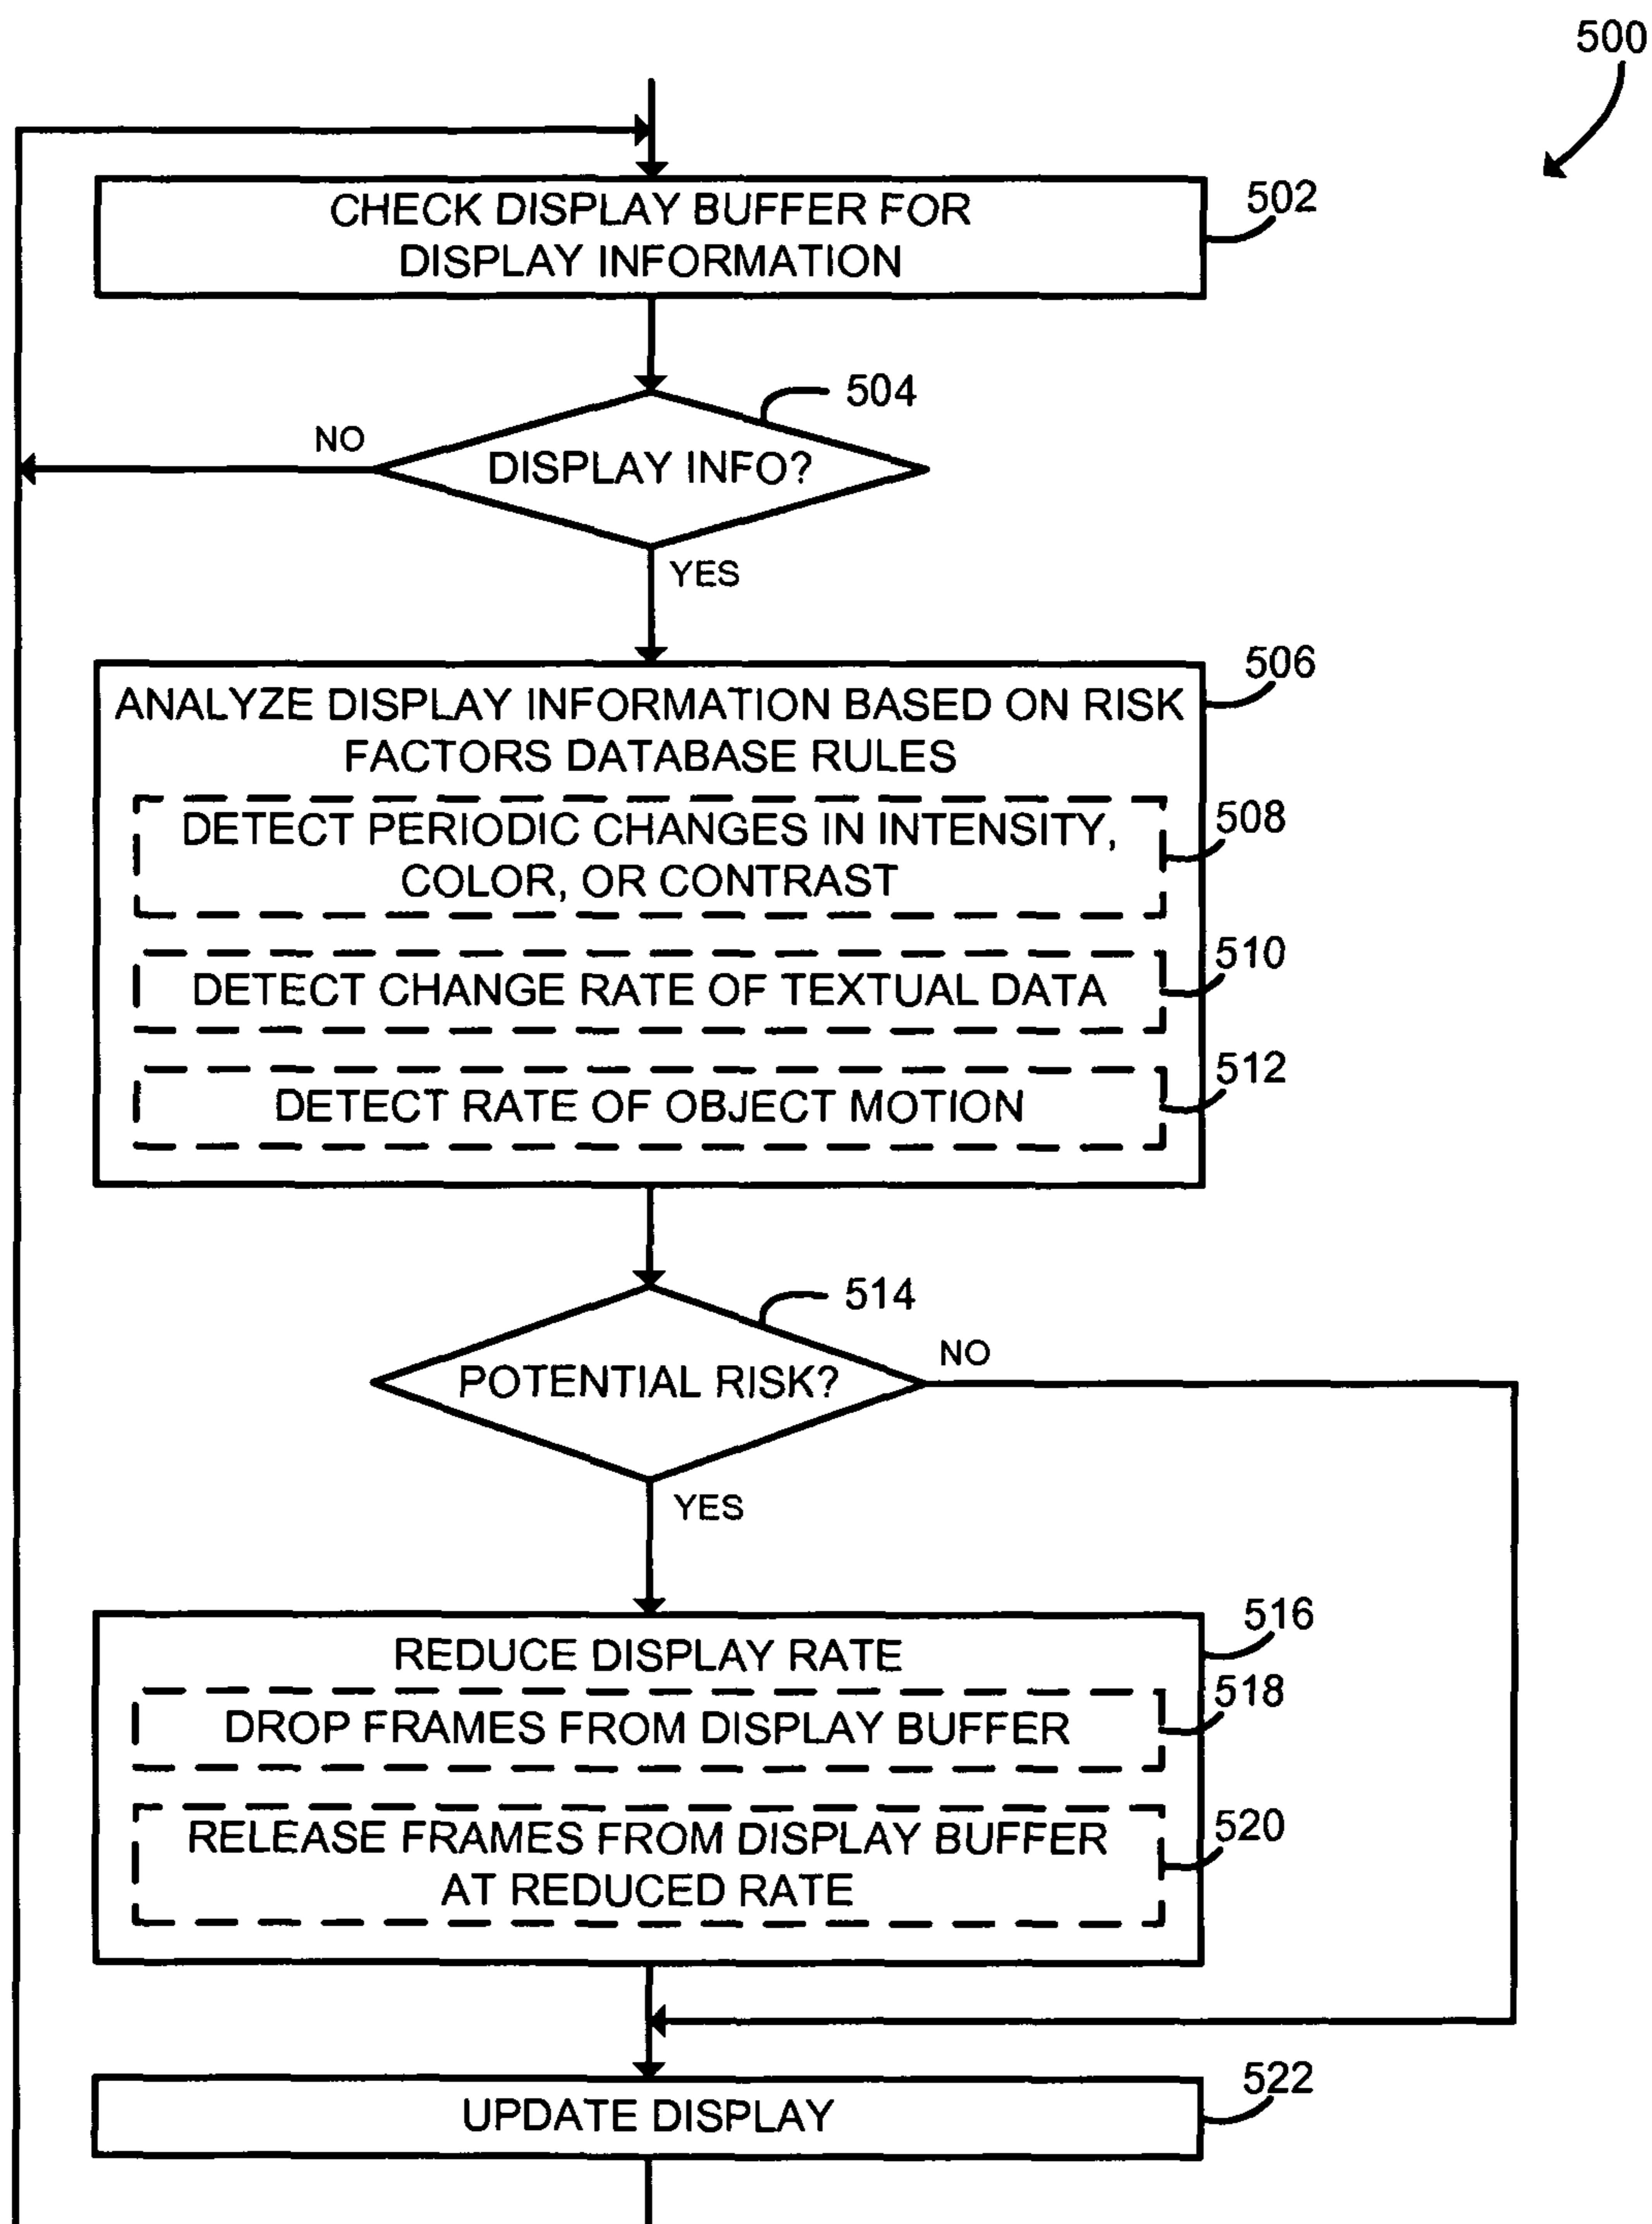 500
CHECK DISPLAY BUFFER FOR
DISPLAY INFORMATION
502
504
NO
DISPLAY INFO?
YES
506
ANALYZE DISPLAY INFORMATION BASED ON RISK
FACTORS DATABASE RULES
DETECT PERIODIC CHANGES IN INTENSITY,
COLOR, OR CONTRAST
508
DETECT CHANGE RATE OF TEXTUAL DATA
510
DETECT RATE OF OBJECT MOTION
512
514
NO
POTENTIAL RISK?
YES
516
REDUCE DISPLAY RATE
518
DROP FRAMES FROM DISPLAY BUFFER
RELEASE FRAMES FROM DISPLAY BUFFER
AT REDUCED RATE
520
522
UPDATE DISPLAY